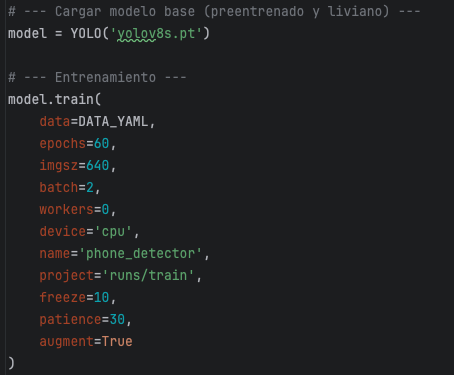 # --- Cargar modelo base (preentrenado y liviano) ---
model = YOLO('yolov8s.pt')
# --- Entrenamiento ---
model.train(
data=DATA_YAML,
epochs=60,
imgsz=640,
batch=2,
workers=0,
device='cpu',
name='phone_detector',
project='runs/train',
freeze=10,
patience=30,
augment=True
)